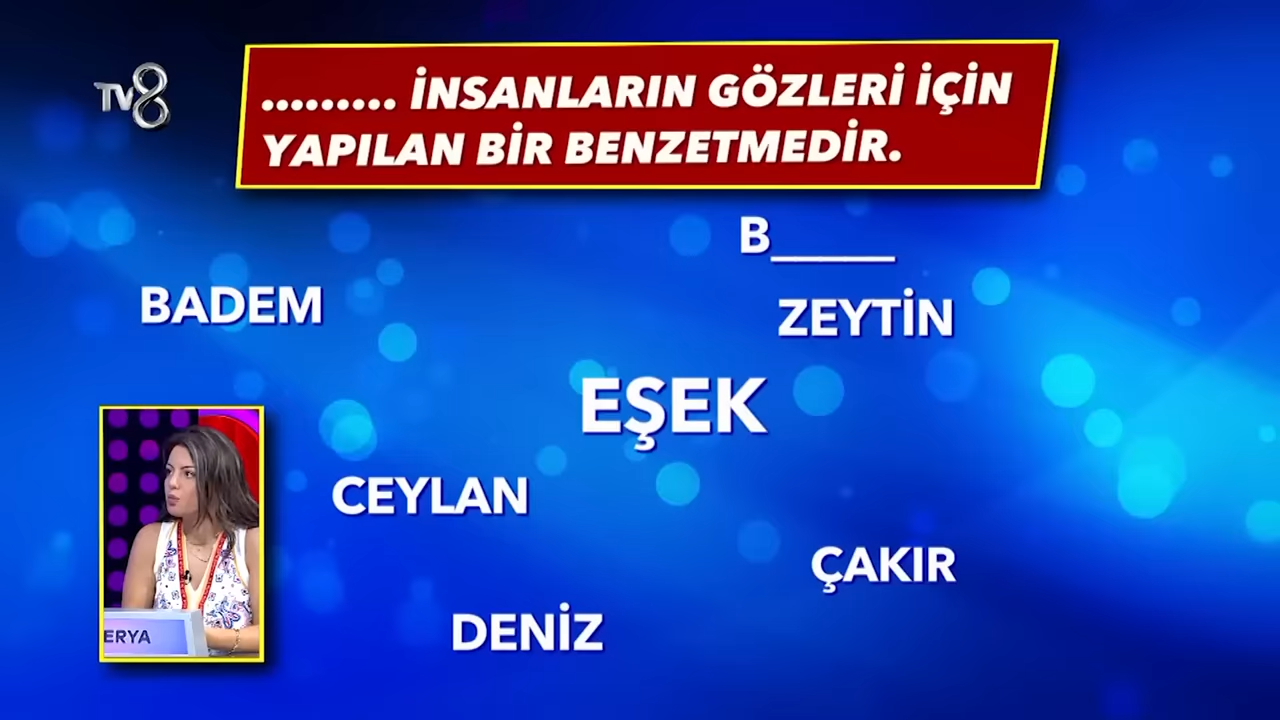 TV8
......... İNSANLARIN GÖZLERİ İÇİN
YAPILAN BİR BENZETMEDİR.
B_____
BADEM
ZEYTİN
EŞEK
CEYLAN
ÇAKIR
DENİZ
ERYA